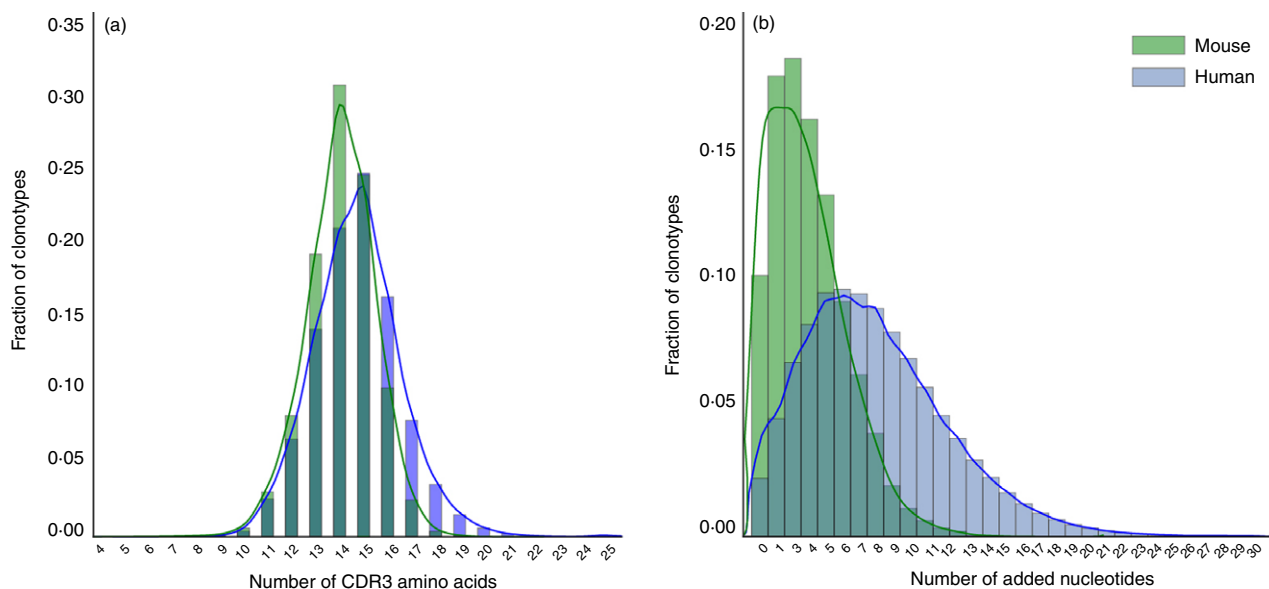 (a)
0·35
0·30
0·25
0·20
0·15
0·10
0·05
0·00
Fraction of clonotypes
4 5 6 7 8 9 10 11 12 13 14 15 16 17 18 19 20 21 22 23 24 25
Number of CDR3 amino acids
(b)
Mouse
Human
0·20
0·15
0·10
0·05
0·00
Fraction of clonotypes
0 1 3 4 5 6 7 8 9 10 11 12 13 14 15 16 17 18 19 20 21 22 23 24 25 26 27 28 29 30
Number of added nucleotides